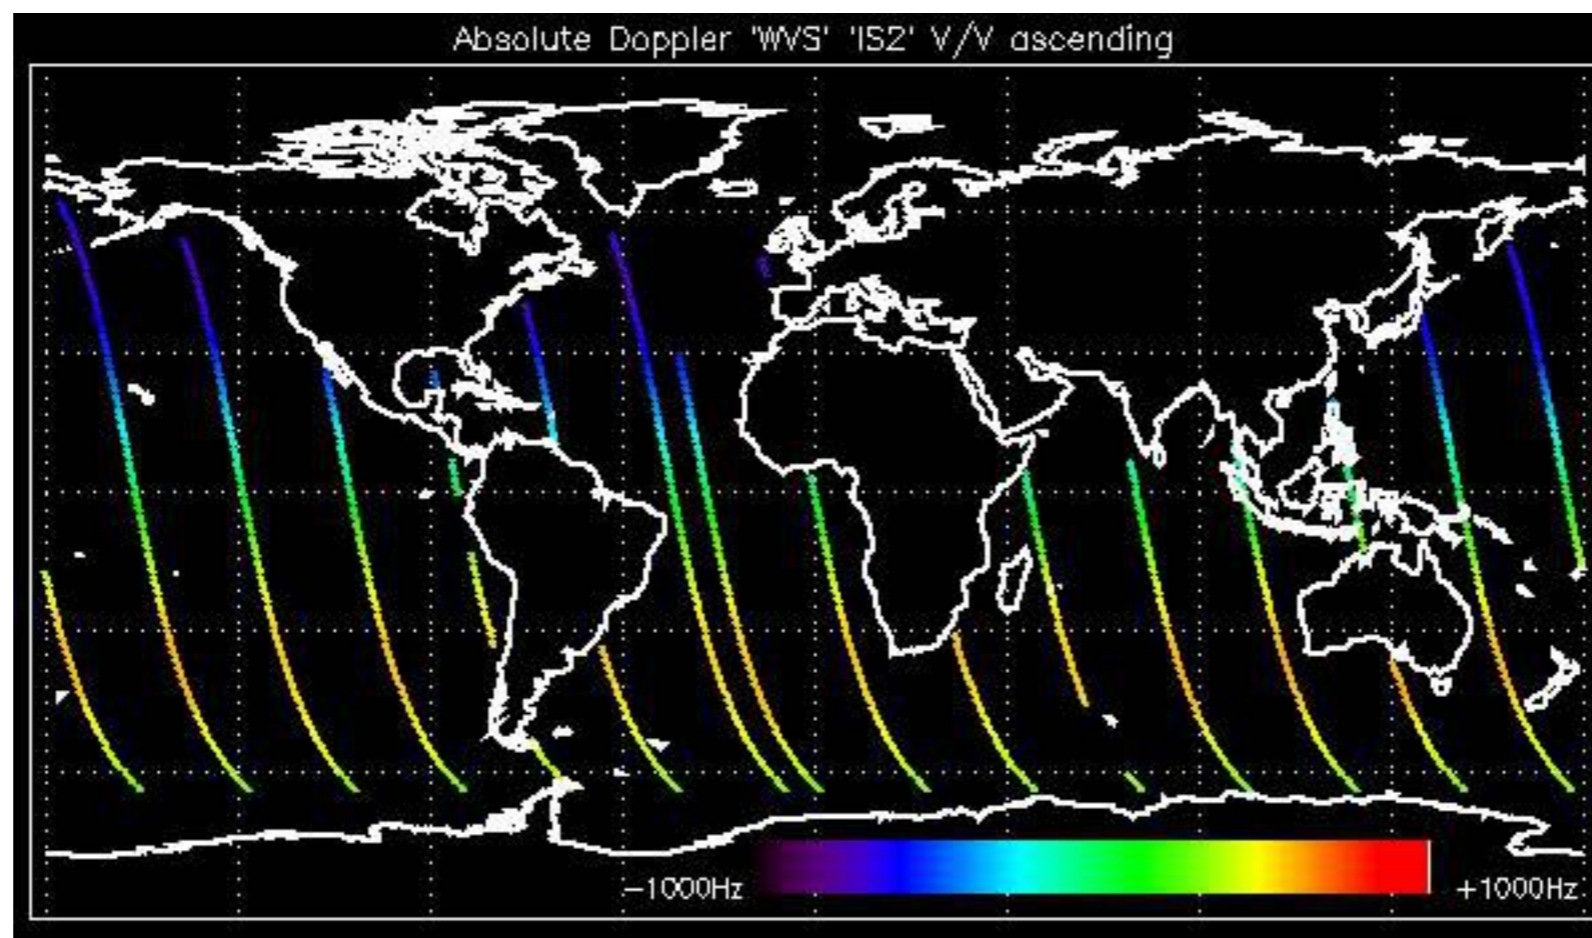 Absolute Doppler 'WVS' 'IS2' V/V ascending
−1000Hz +1000Hz